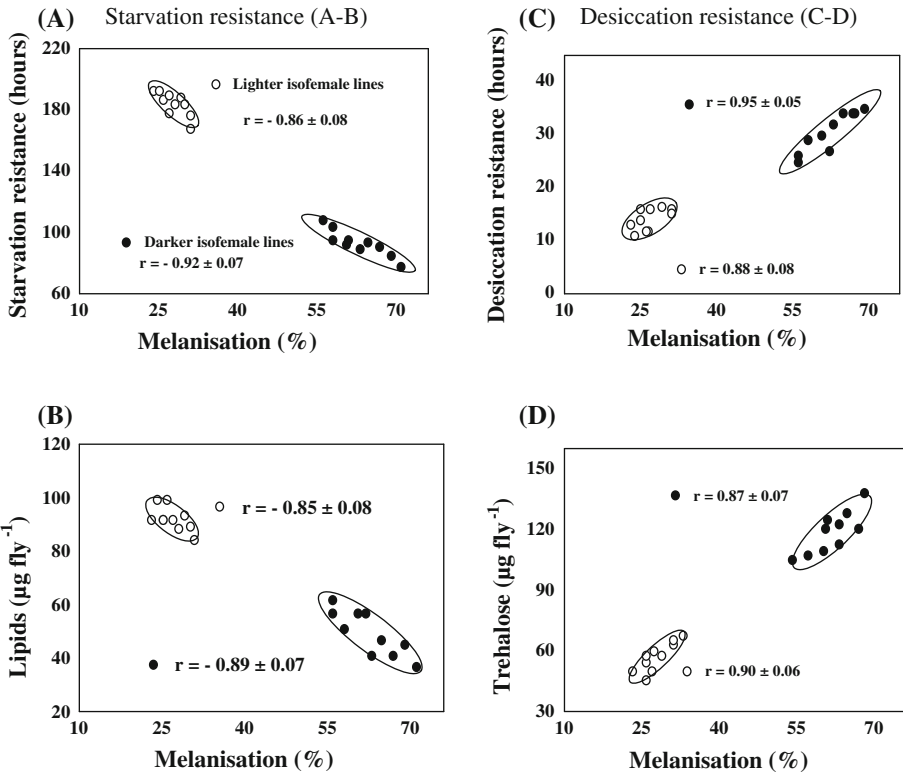 (A) Starvation resistance (A-B)
Starvation reistance (hours)
220
180
140
100
60
Lighter isofemale lines
r = - 0.86 ± 0.08
Darker isofemale lines
r = - 0.92 ± 0.07
10 25 40 55 70
Melanisation (%)
(C) Desiccation resistance (C-D)
Desiccation reistance (hours)
40
30
20
10
0
r = 0.95 ± 0.05
r = 0.88 ± 0.08
10 25 40 55 70
Melanisation (%)
(B)
Lipids (µg fly -1)
120
100
80
60
40
20
r = - 0.85 ± 0.08
r = - 0.89 ± 0.07
10 25 40 55 70
Melanisation (%)
(D)
Trehalose (µg fly -1)
150
120
90
60
30
r = 0.87 ± 0.07
r = 0.90 ± 0.06
10 25 40 55 70
Melanisation (%)